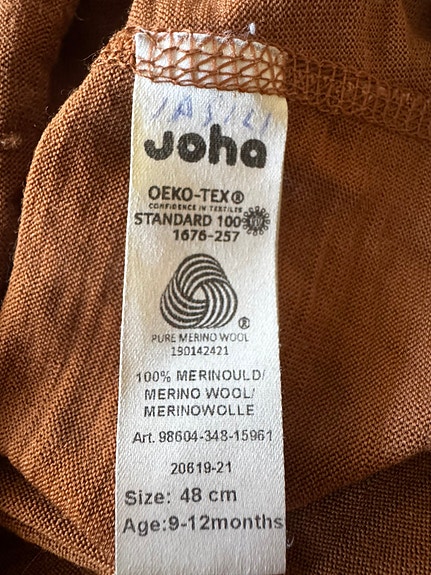 Joha
OEKO-TEX®
CONFIDENCE IN TEXTILES
STANDARD 100
1676-257
®
PURE MERINO WOOL
190142421
100% MERINOULD/
MERINO WOOL/
MERINOWOLLE
Art. 98604-348-15961
20619-21
Size: 48 cm
Age:9-12months